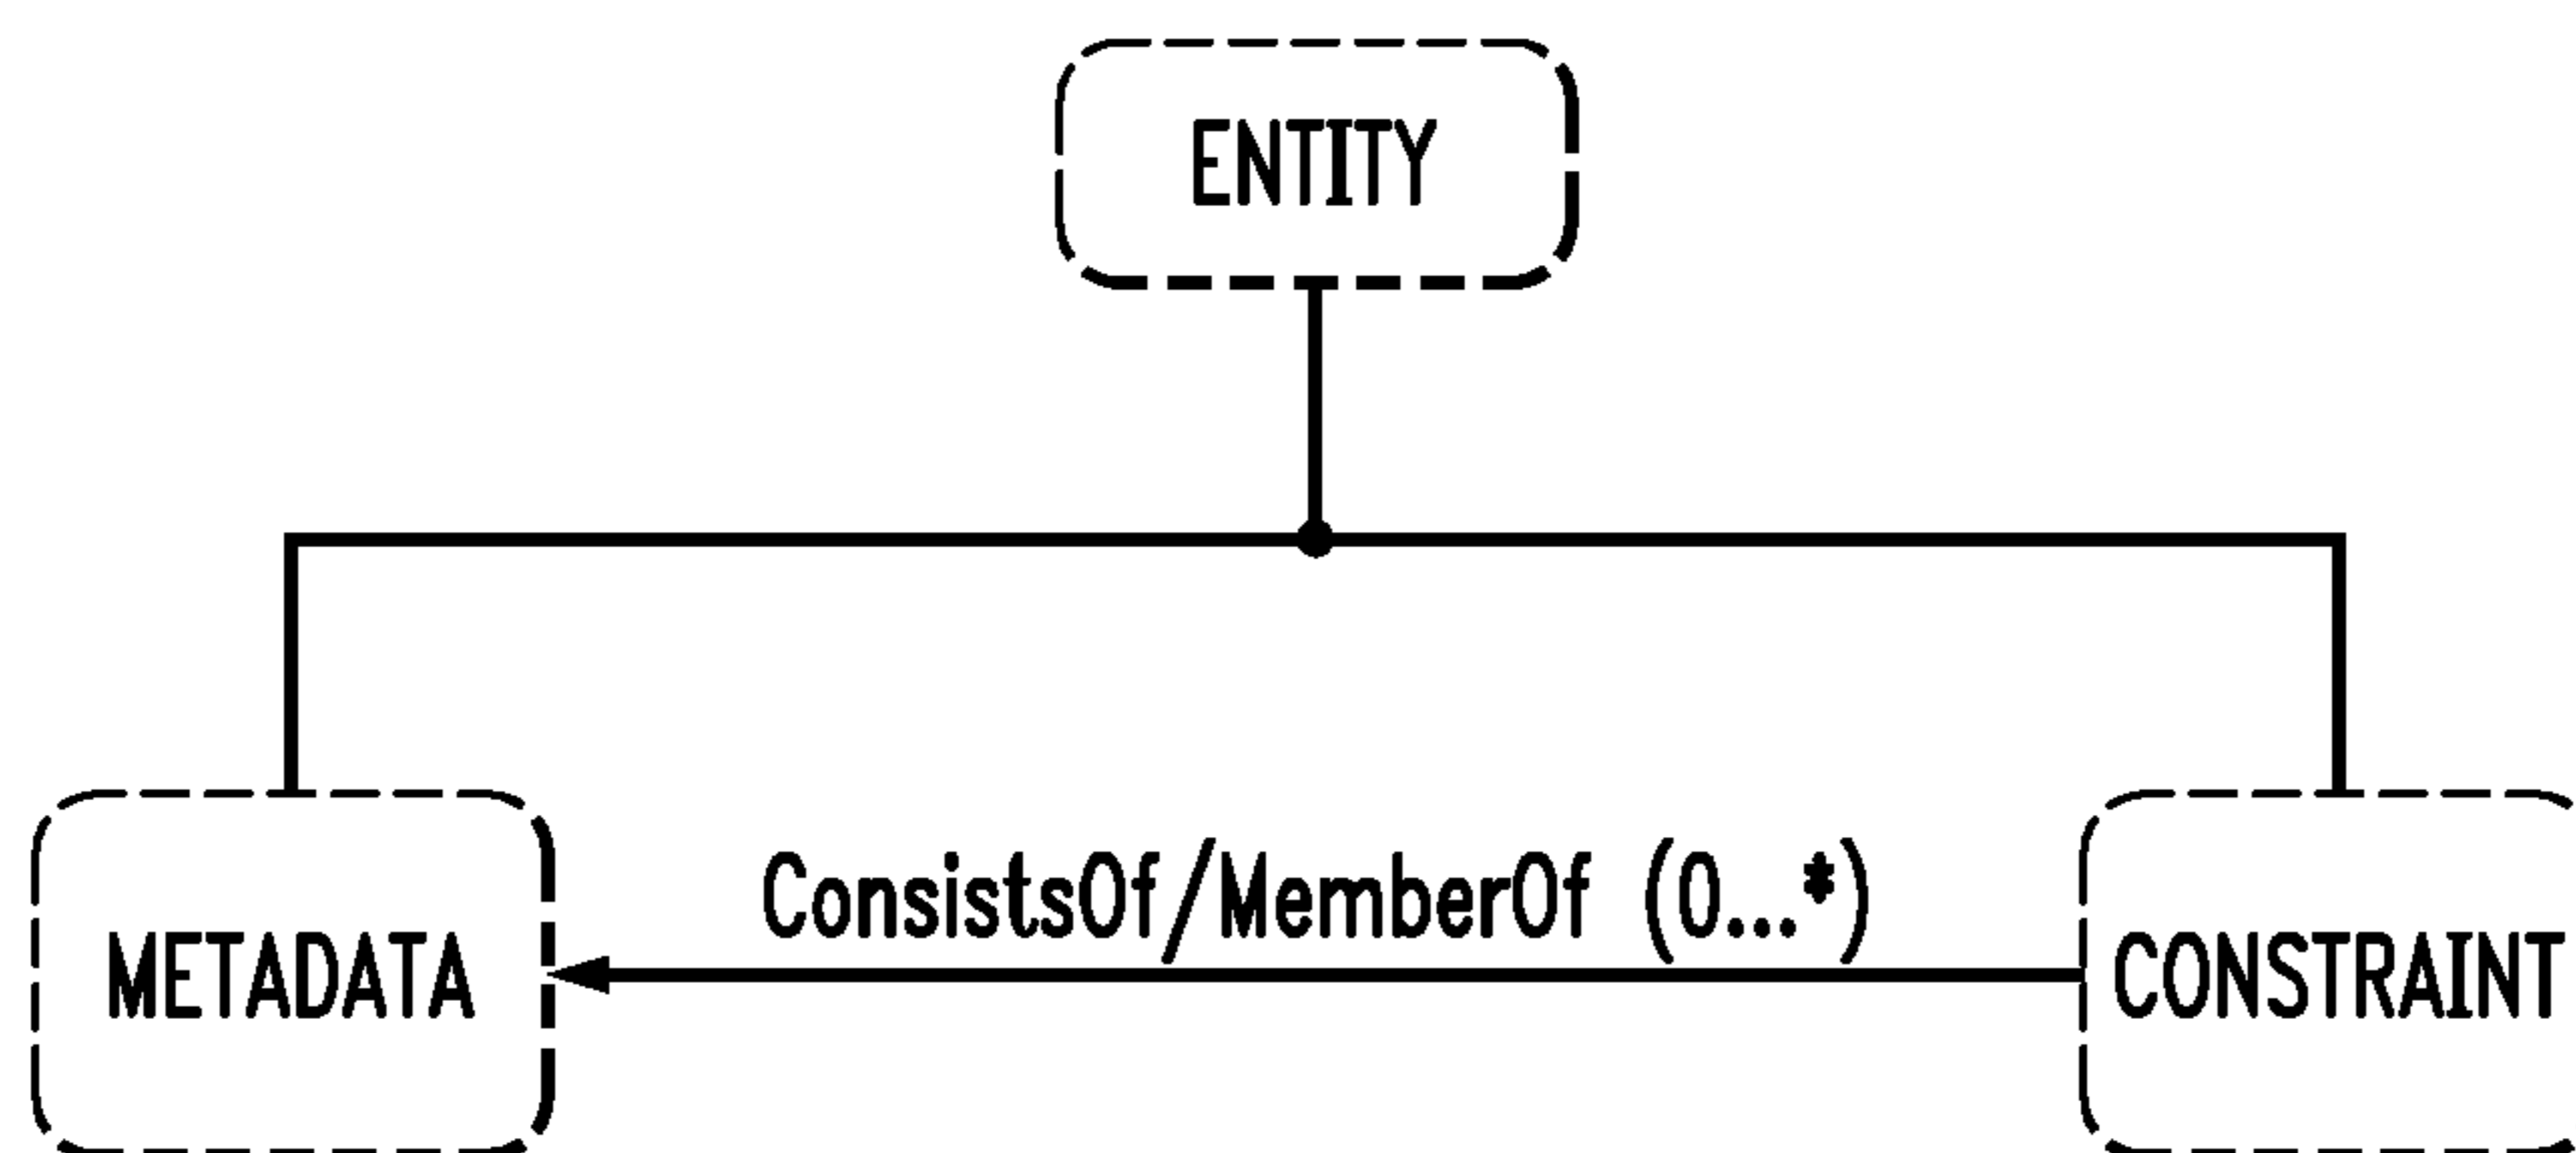 ENTITY
ConsistsOf/MemberOf (0...*)
METADATA
CONSTRAINT